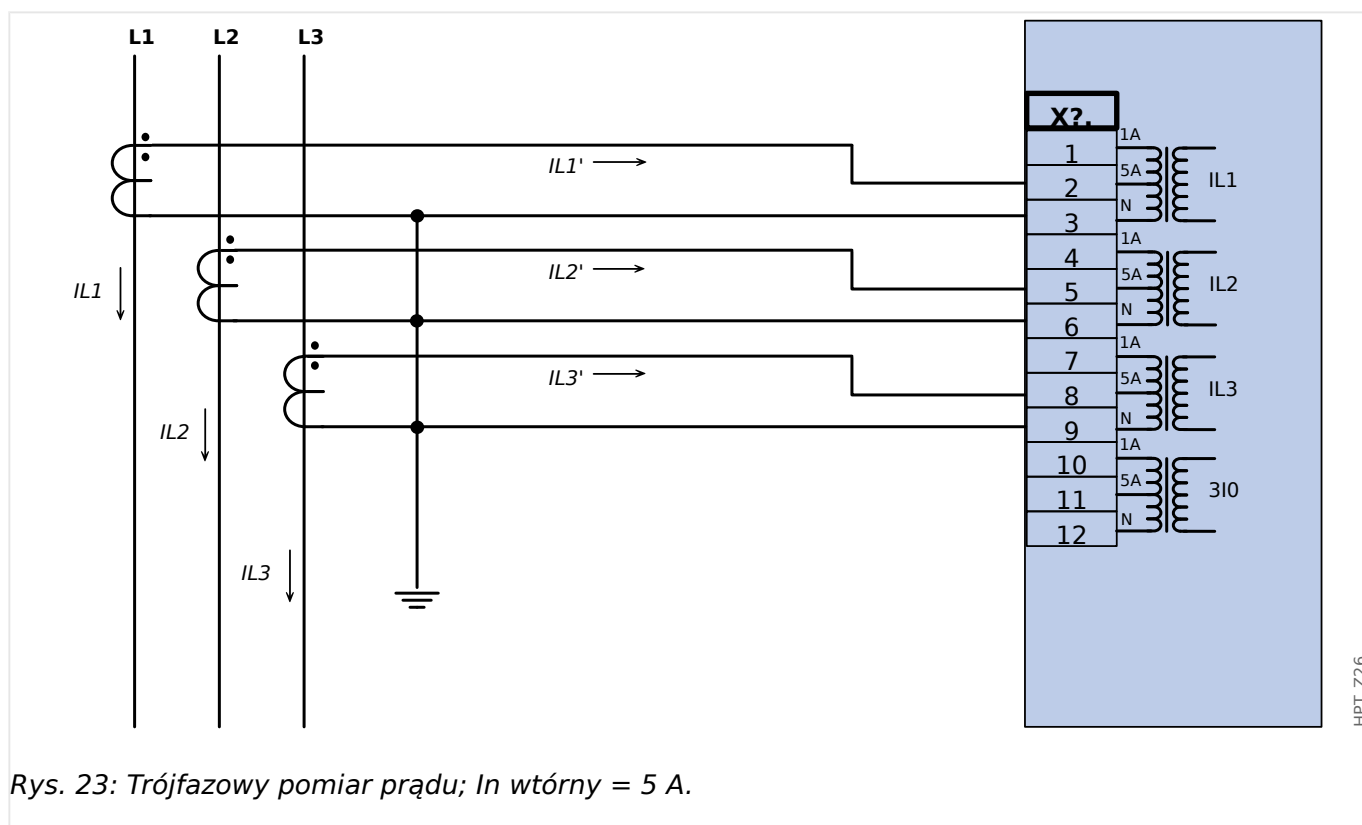 L1 L2 L3
X?.
1A
1
IL1'
5A
IL1
2
N
3
1A
4
IL2'
5A
IL2
IL1
5
N
6
1A
7
IL3'
5A
IL3
8
N
IL2
9
1A
10
5A
3I0
11
N
12
IL3
HPT_Z26
Rys. 23: Trójfazowy pomiar prądu; In wtórny = 5 A.